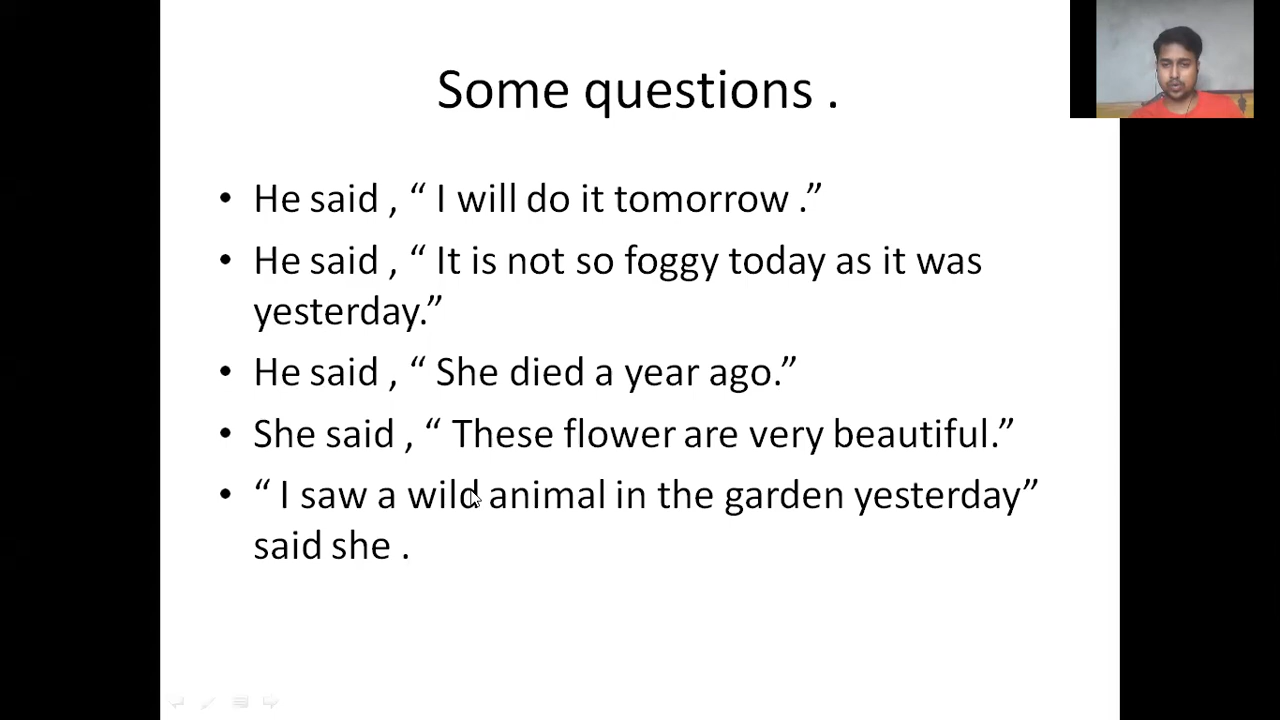 Some questions .
• He said , “ I will do it tomorrow .”
• He said , “ It is not so foggy today as it was
yesterday.”
• He said , “ She died a year ago.”
• She said , “ These flower are very beautiful.”
• “ I saw a wild animal in the garden yesterday”
said she .